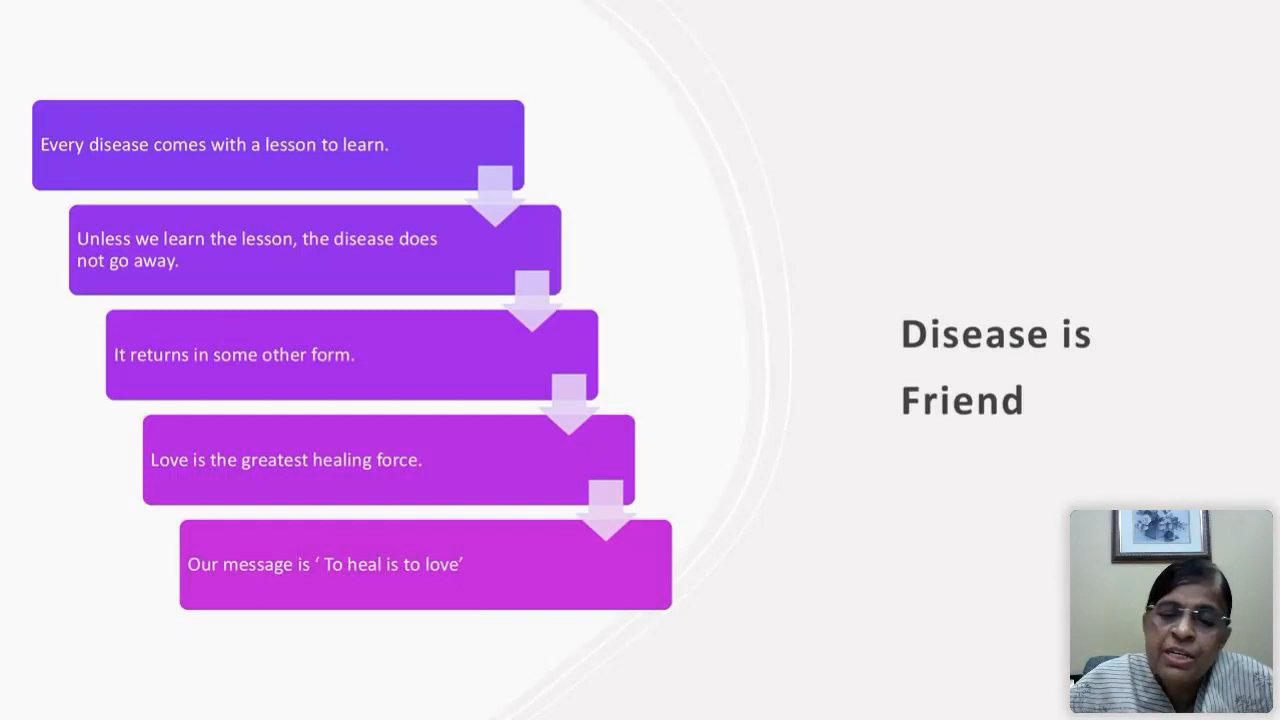 Every disease comes with a lesson to learn.
Unless we learn the lesson, the disease does
not go away.
It returns in some other form.
Love is the greatest healing force.
Our message is ‘ To heal is to love’
Disease is
Friend